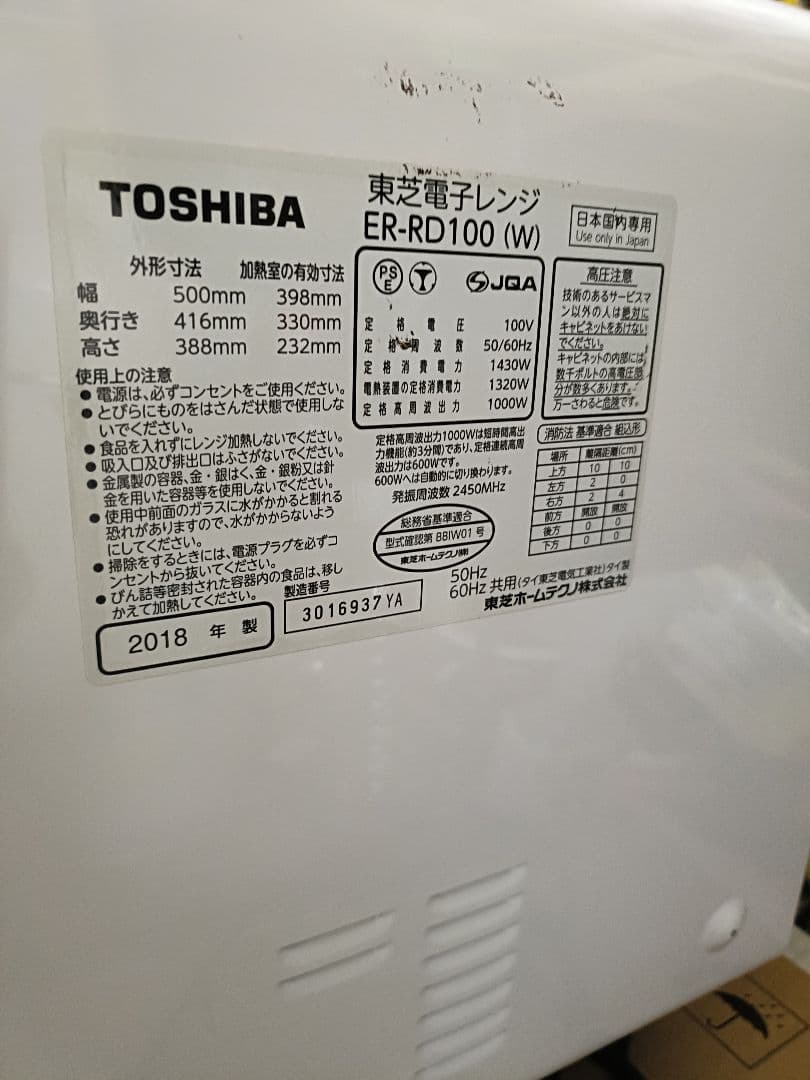 TOSHIBA
東芝電子レンジ
ER-RD100 (W)
日本国内専用
Use only in Japan
外形寸法 加熱室の有効寸法
幅 500mm 398mm
奥行き 416mm 330mm
高さ 388mm 232mm
使用上の注意
●電源は、必ずコンセントをご使用ください。
●とびらにものをはさんだ状態で使用しな
いでください。
●食品を入れずにレンジ加熱しないでください。
●吸入口及び排出口はふさがないでください。
●金属製の容器、金・銀はく、金・銀粉又は針
金を用いた容器等を使用しないでください。
●使用中前面のガラスに水がかかると割れる
恐れがありますので、水がかからないよう
にしてください。
●掃除をするときには、電源プラグを必ずコ
ンセントから抜いてください。
●びん詰等密封された容器内の食品は、移し
かえて加熱してください。
2018 年 製
製造番号
3016937YA
PS
E
JQA
定格電圧 100V
定格周波数 50/60Hz
定格消費電力 1430W
電熱装置の定格消費電力 1320W
定格高周波出力 1000W
定格高周波出力1000Wは短時間高出
力機能(約3分間)であり、定格連続高周
波出力は600Wです。
600Wへは自動的に切り換わります。
発振周波数 2450MHz
総務省基準適合
型式確認第 88IW01 号
東芝ホームテクノ(株)
高圧注意
技術のあるサービスマ
ン以外の人は絶対に
キャビネットをあけない
でください。
キャビネットの内部には、
数千ボルトの高電圧部
分が数多くあります。
万一さわると危険です。
消防法 基準適合 組込形
場所 離隔距離(cm)
上方 10 10
左方 2 0
右方 2 4
前方 開放 開放
後方 0 0
下方 0 0
50Hz
60Hz 共用 (タイ東芝電気工業社)タイ製
東芝ホームテクノ株式会社